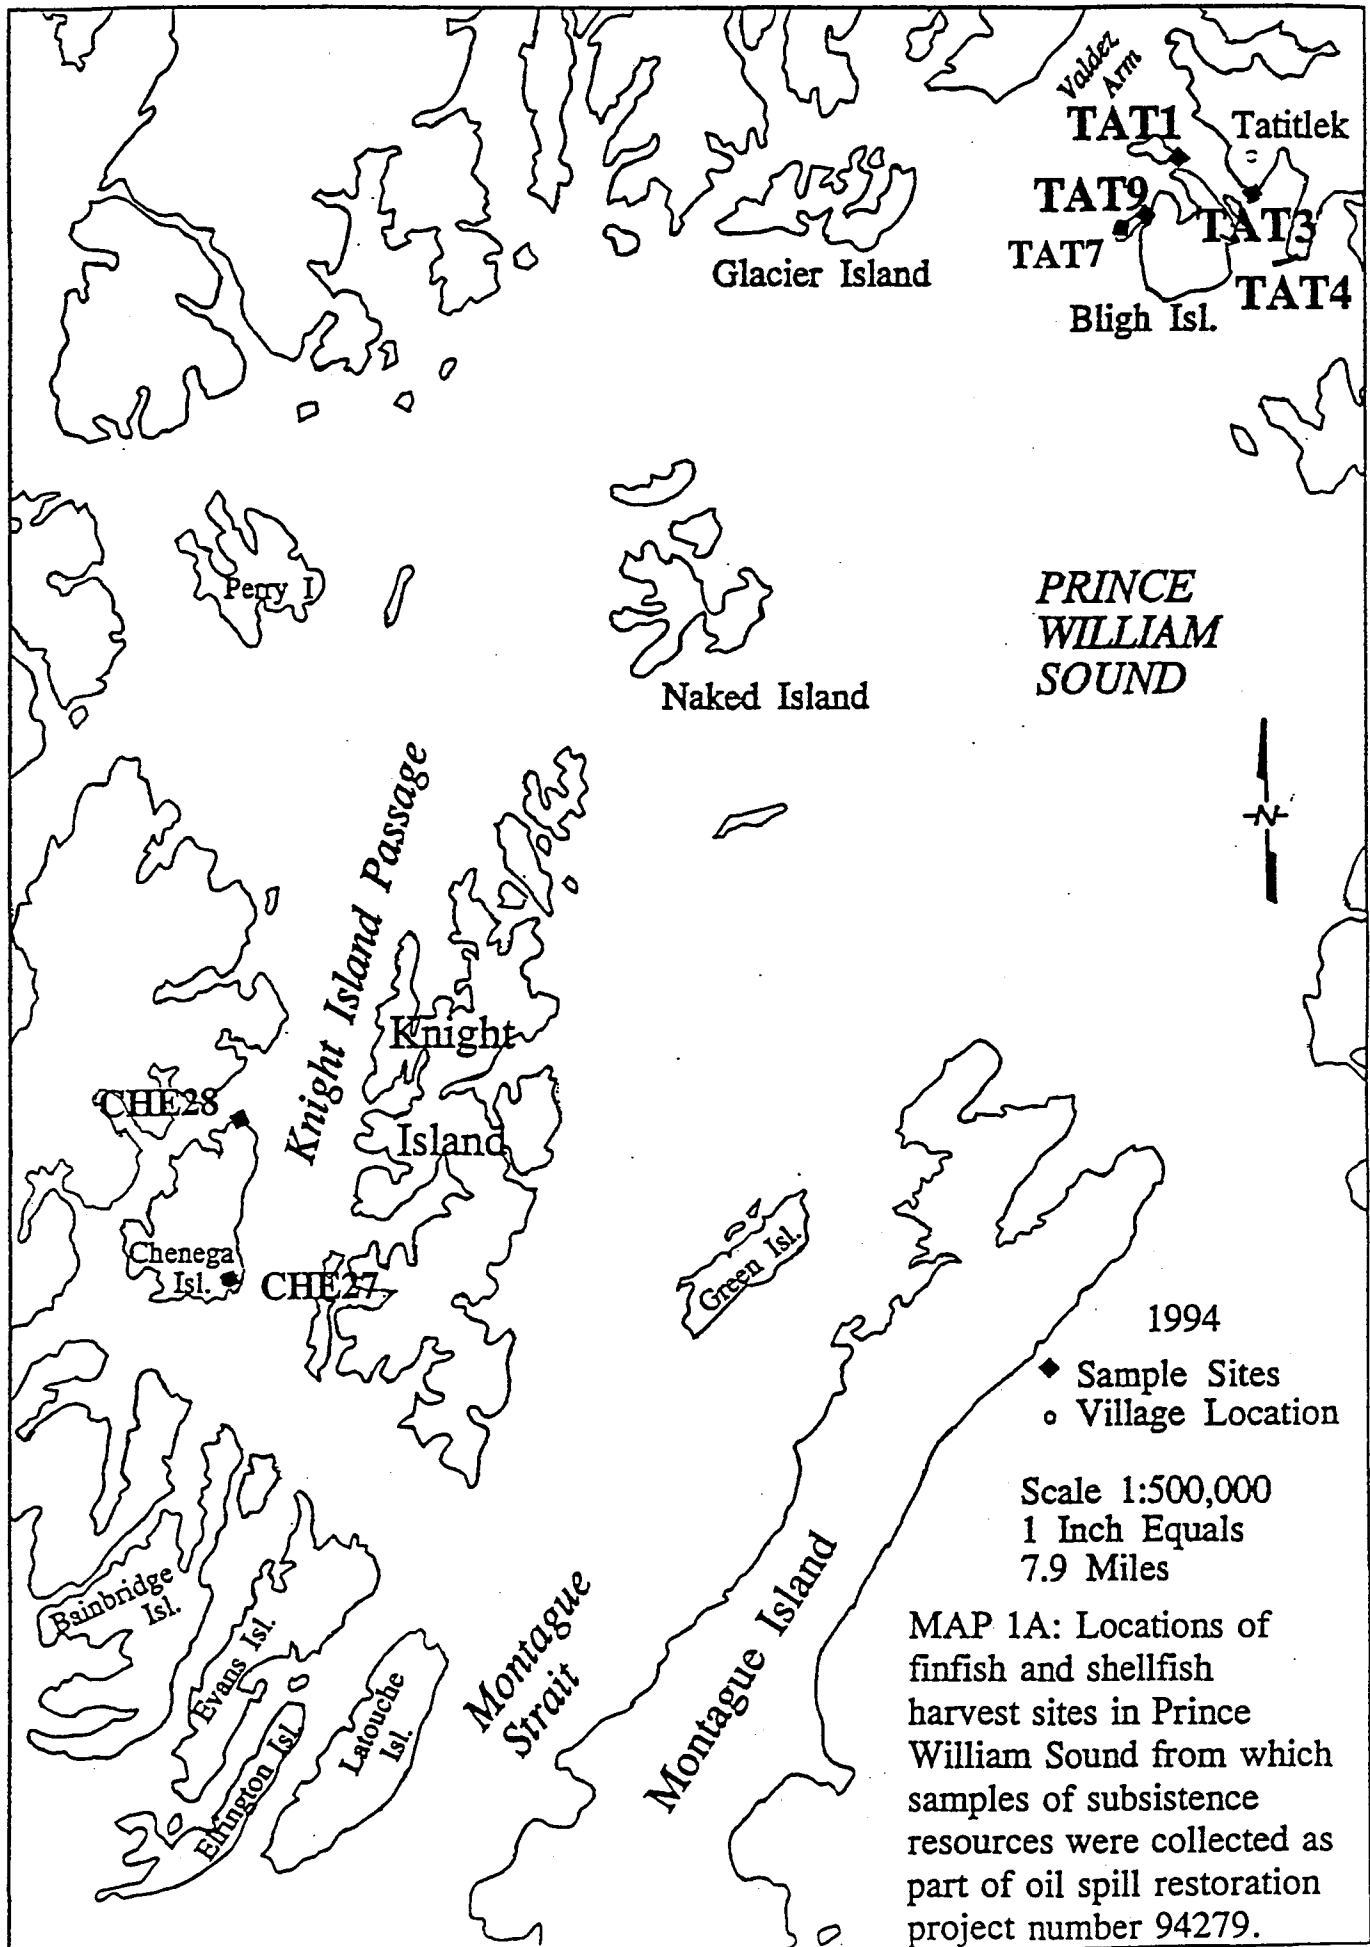 Valdez
Arm
TAT1
Tatitlek
TAT9
TAT3
TAT7
TAT4
Glacier Island
Bligh Isl.
Perry I
PRINCE
WILLIAM
SOUND
Naked Island
Knight Island Passage
N
Knight
Island
CHE28
Chenega
Isl.
CHE27
Green Isl.
1994
Sample Sites
Village Location
Scale 1:500,000
1 Inch Equals
7.9 Miles
Bainbridge
Isl.
Evans Isl.
Elrington Isl.
Latouche
Isl.
Montague
Strait
Montague Island
MAP 1A: Locations of
finfish and shellfish
harvest sites in Prince
William Sound from which
samples of subsistence
resources were collected as
part of oil spill restoration
project number 94279.